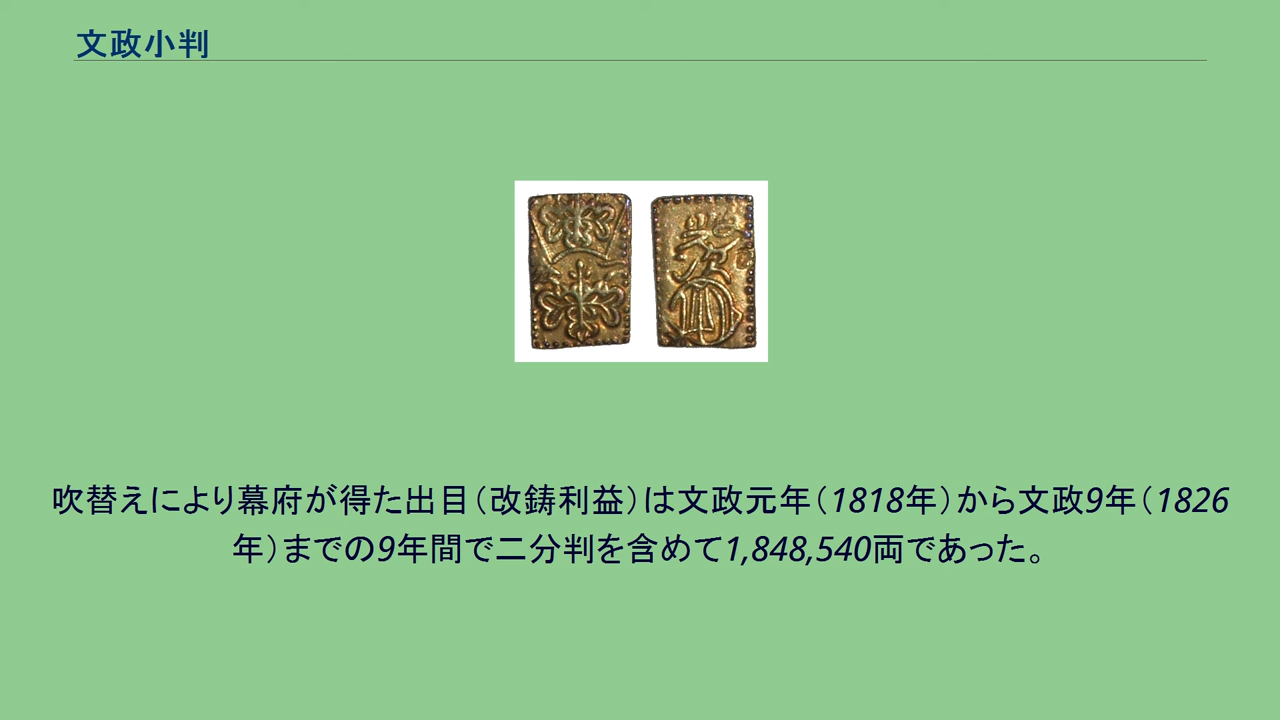 文政小判
吹替えにより幕府が得た出目（改鋳利益）は文政元年（1818年）から文政9年（1826
年）までの9年間で二分判を含めて1,848,540両であった。